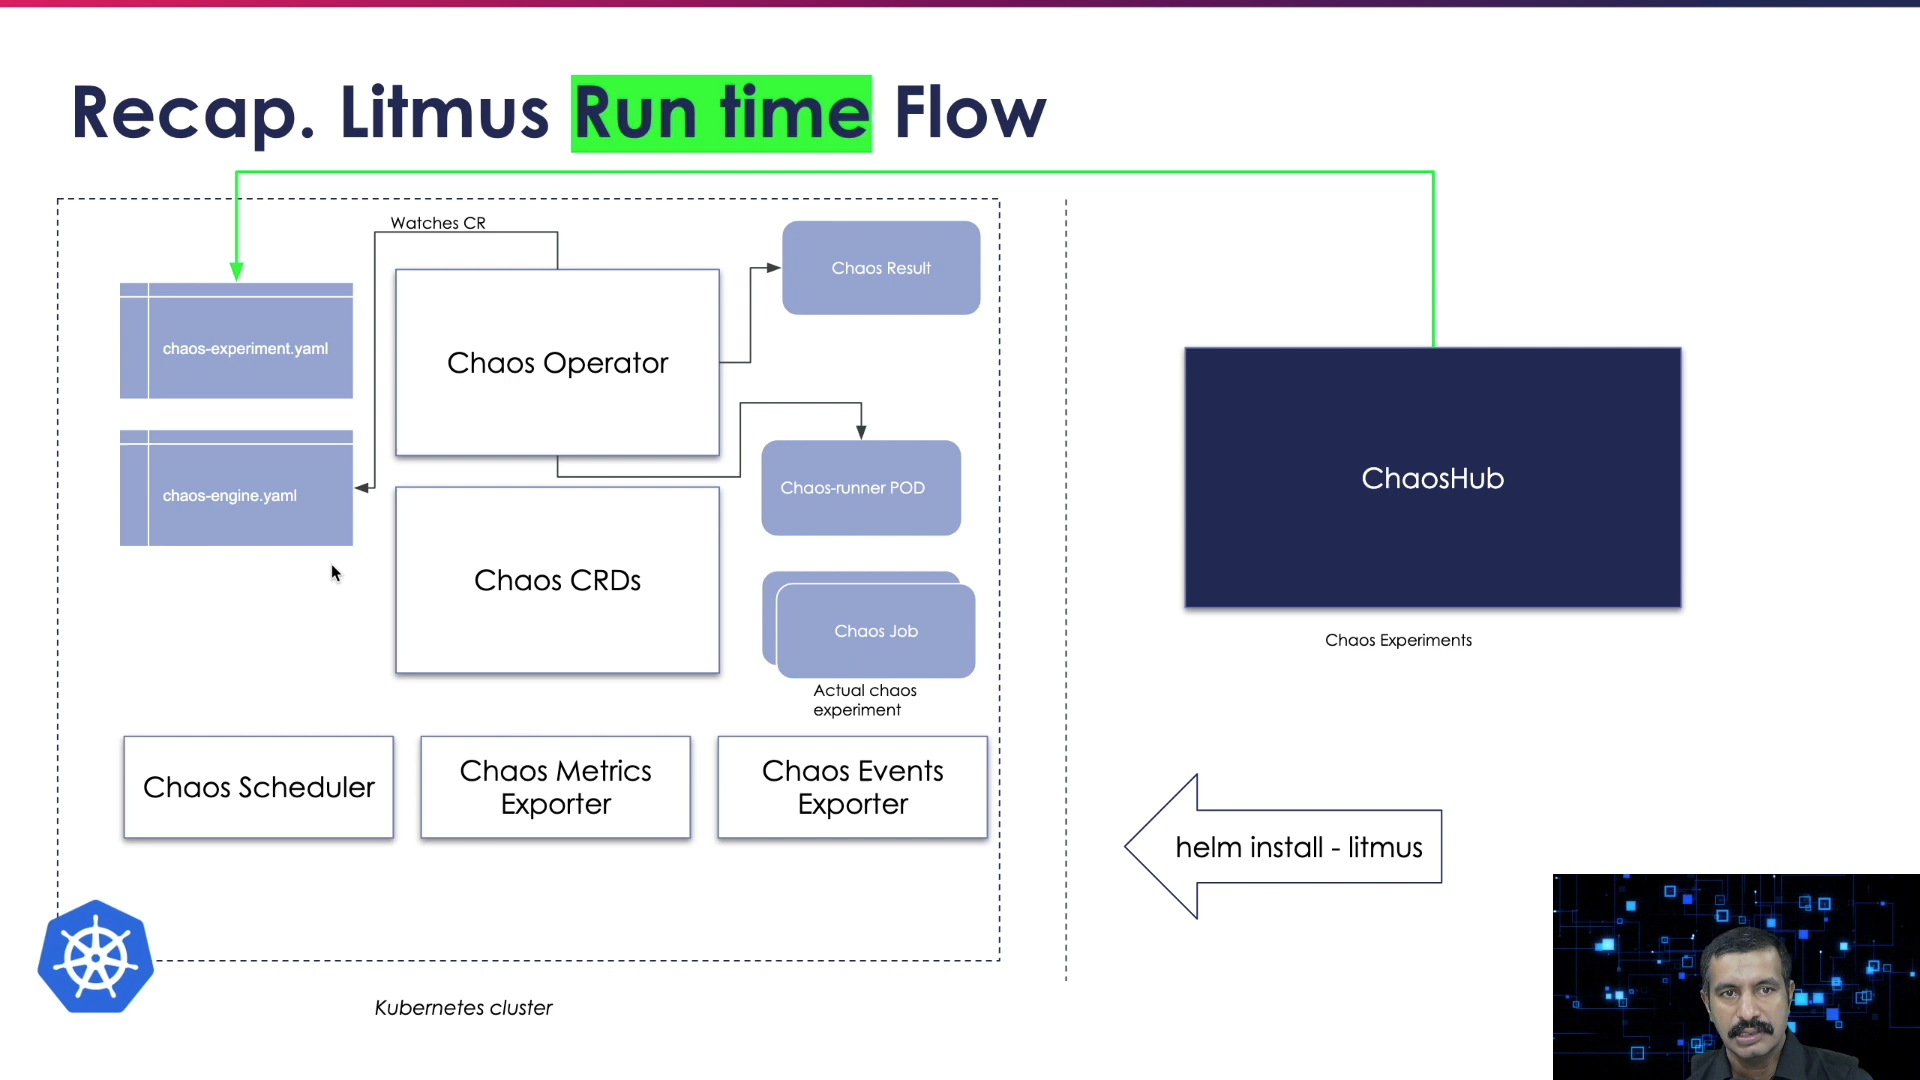 Recap. Litmus Run time Flow
Watches CR
Chaos Result
chaos-experiment.yaml
Chaos Operator
ChaosHub
Chaos-runner POD
chaos-engine.yaml
Chaos CRDs
Chaos Job
Chaos Experiments
Actual chaos
experiment
Chaos Scheduler
Chaos Metrics
Exporter
Chaos Events
Exporter
helm install - litmus
Kubernetes cluster